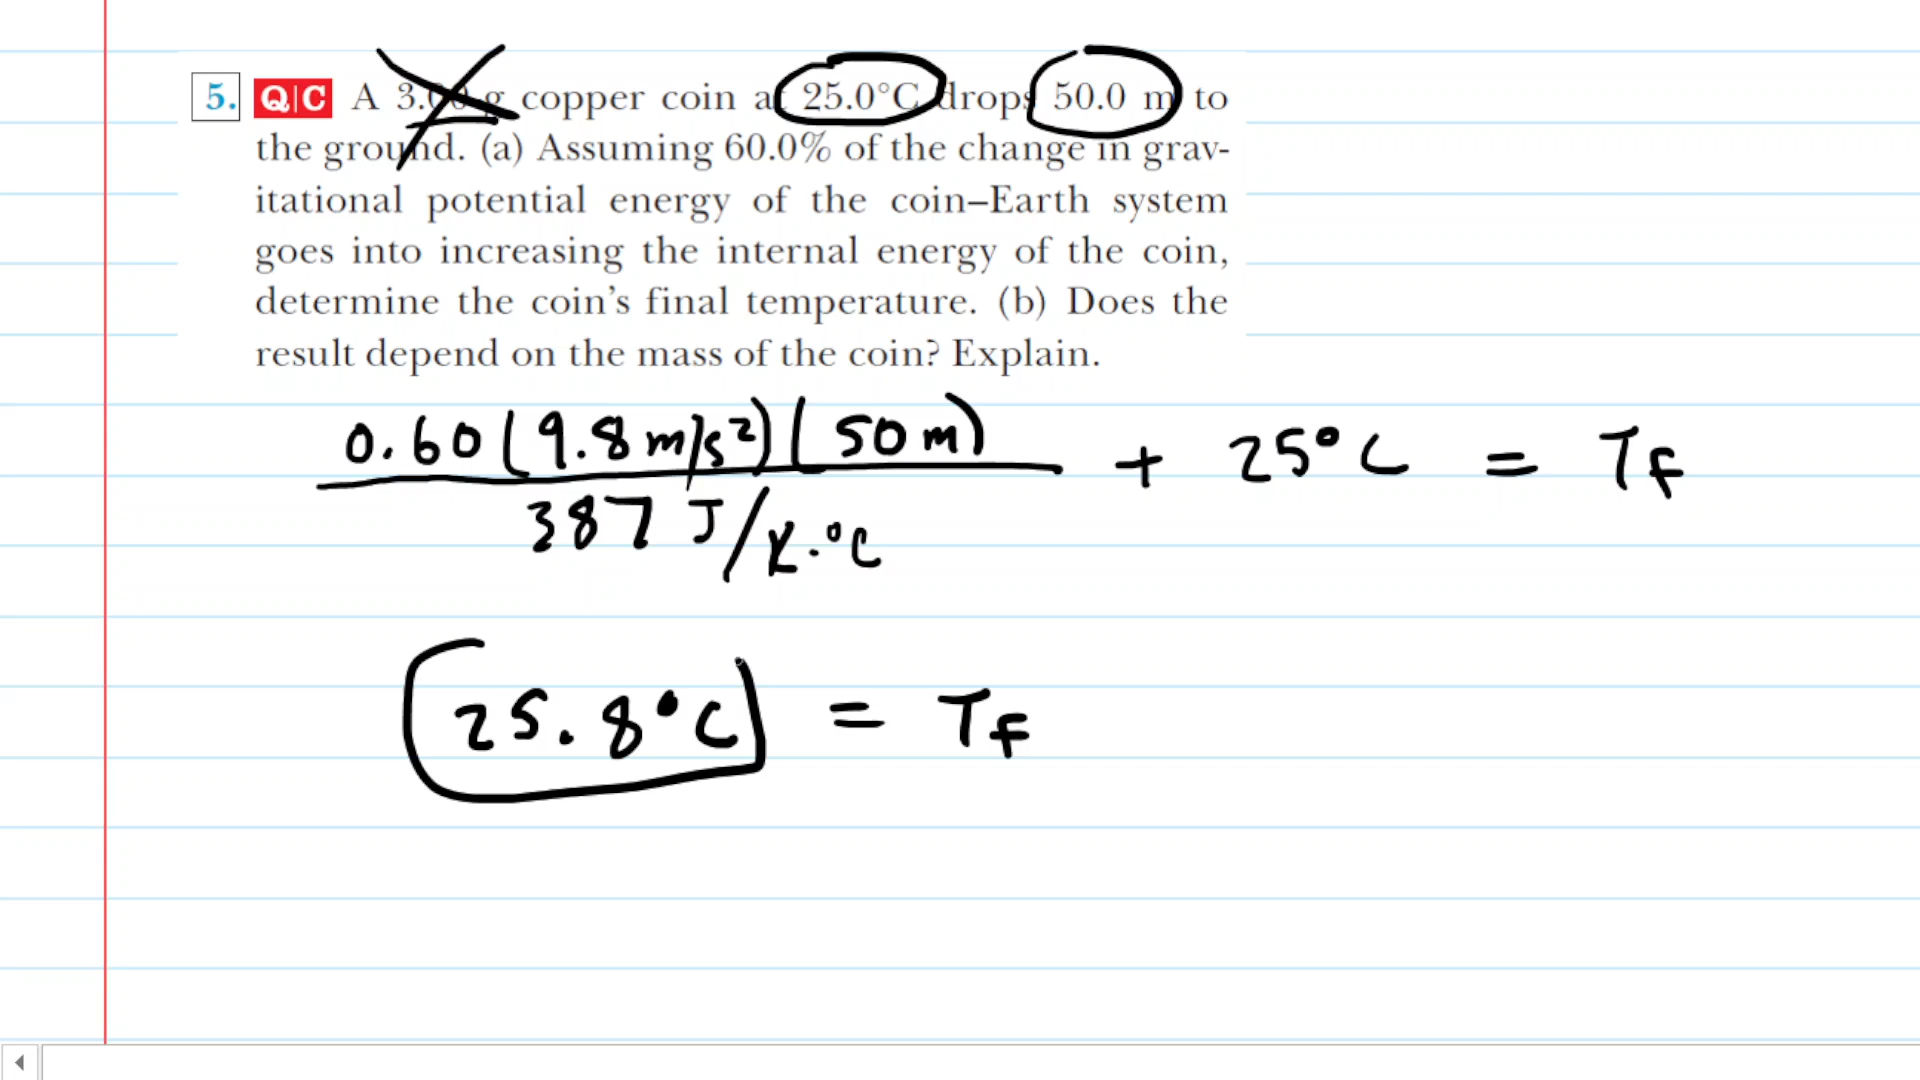 5. Q|C A 3.00 g copper coin at 25.0°C drops 50.0 m to
the ground. (a) Assuming 60.0% of the change in grav-
itational potential energy of the coin–Earth system
goes into increasing the internal energy of the coin,
determine the coin's final temperature. (b) Does the
result depend on the mass of the coin? Explain.
0.60(9.8 m/s²)(50 m) + 25°C = TF
387 J/K·°C
25.8°C = TF